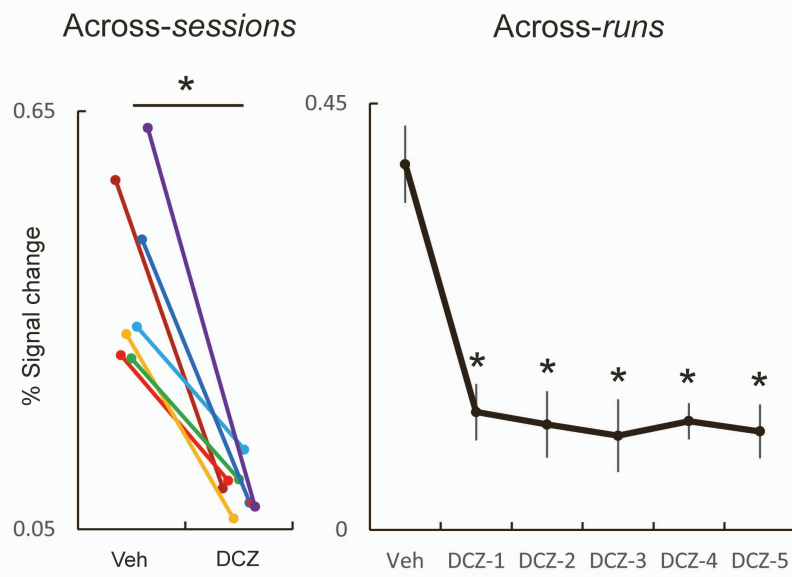 Across-sessions
Across-runs
*
0.65
0.45
% Signal change
* * * * *
0.05
0
Veh DCZ
Veh DCZ-1 DCZ-2 DCZ-3 DCZ-4 DCZ-5